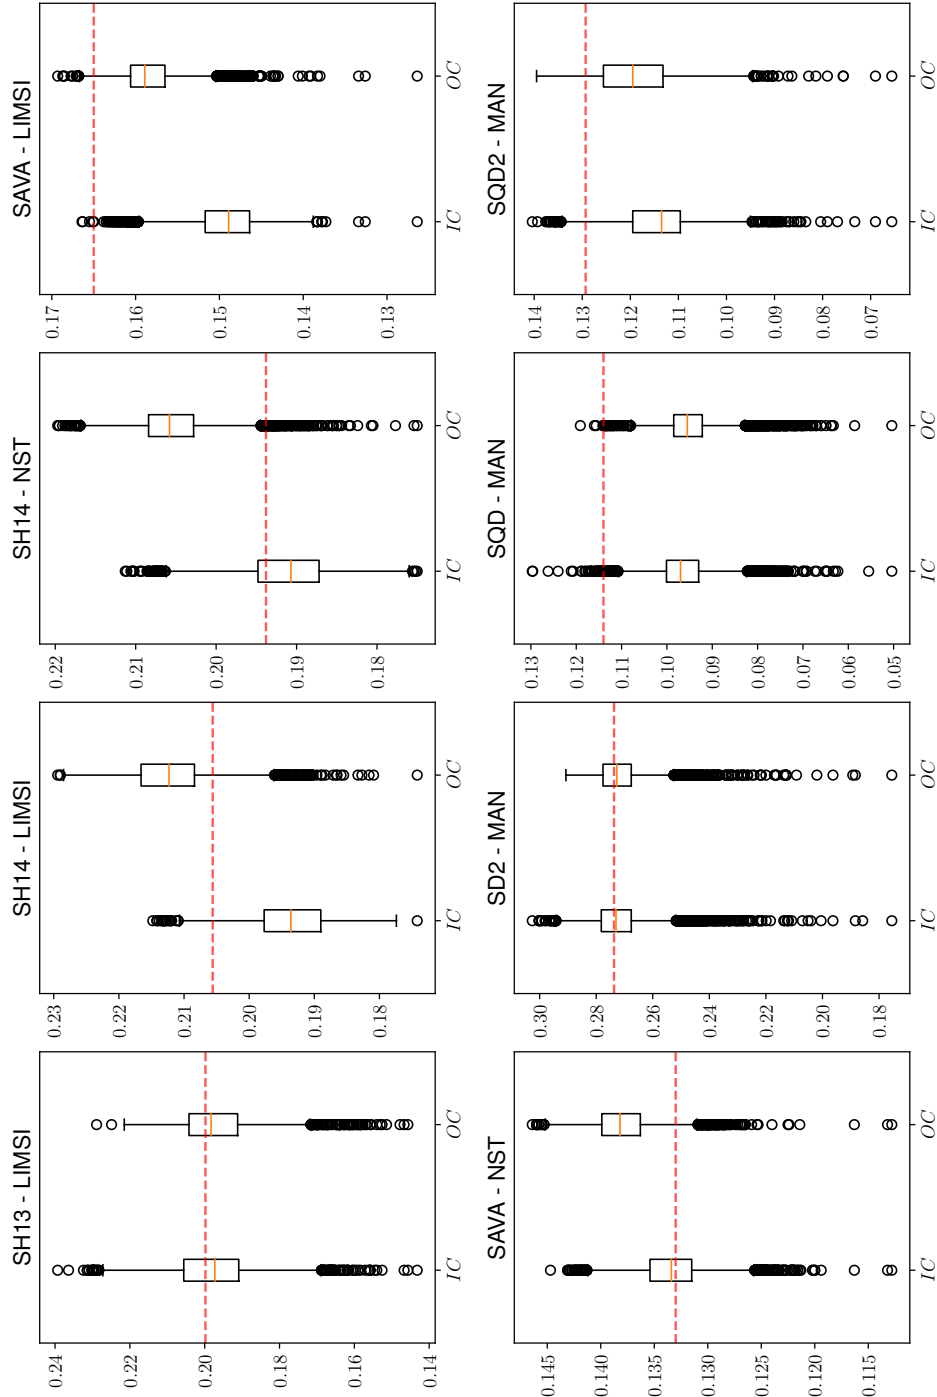 SH13 - LIMSI
0.24
0.22
0.20
0.18
0.16
0.14
IC
OC
SH14 - LIMSI
0.23
0.22
0.21
0.20
0.19
0.18
IC
OC
SH14 - NST
0.22
0.21
0.20
0.19
0.18
IC
OC
SAVA - LIMSI
0.17
0.16
0.15
0.14
0.13
IC
OC
SAVA - NST
0.145
0.140
0.135
0.130
0.125
0.120
0.115
IC
OC
SD2 - MAN
0.30
0.28
0.26
0.24
0.22
0.20
0.18
IC
OC
SQD - MAN
0.13
0.12
0.11
0.10
0.09
0.08
0.07
0.06
0.05
IC
OC
SQD2 - MAN
0.14
0.13
0.12
0.11
0.10
0.09
0.08
0.07
IC
OC